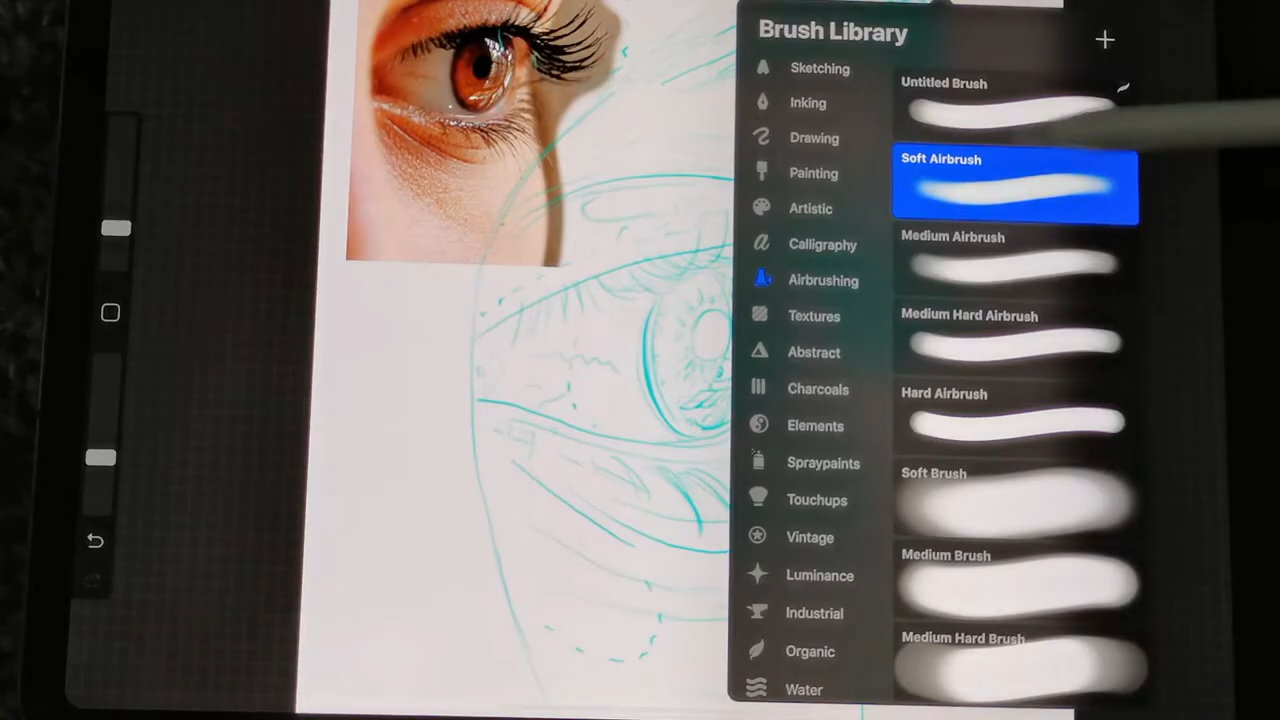 Brush Library
Sketching
Inking
Drawing
Painting
Artistic
Calligraphy
Airbrushing
Textures
Abstract
Charcoals
Elements
Spraypaints
Touchups
Vintage
Luminance
Industrial
Organic
Water
Untitled Brush
Soft Airbrush
Medium Airbrush
Medium Hard Airbrush
Hard Airbrush
Soft Brush
Medium Brush
Medium Hard Brush